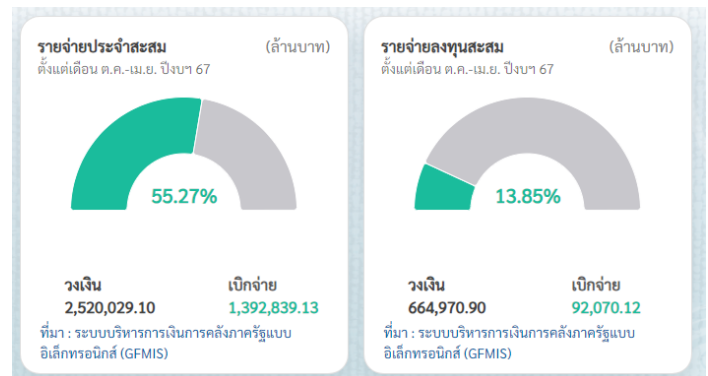 รายจ่ายประจำสะสม (ล้านบาท)
ตั้งแต่เดือน ต.ค.-เม.ย. ปีงบฯ 67
55.27%
วงเงิน เบิกจ่าย
2,520,029.10 1,392,839.13
ที่มา : ระบบบริหารการเงินการคลังภาครัฐแบบ
อิเล็กทรอนิกส์ (GFMIS)
รายจ่ายลงทุนสะสม (ล้านบาท)
ตั้งแต่เดือน ต.ค.-เม.ย. ปีงบฯ 67
13.85%
วงเงิน เบิกจ่าย
664,970.90 92,070.12
ที่มา : ระบบบริหารการเงินการคลังภาครัฐแบบ
อิเล็กทรอนิกส์ (GFMIS)